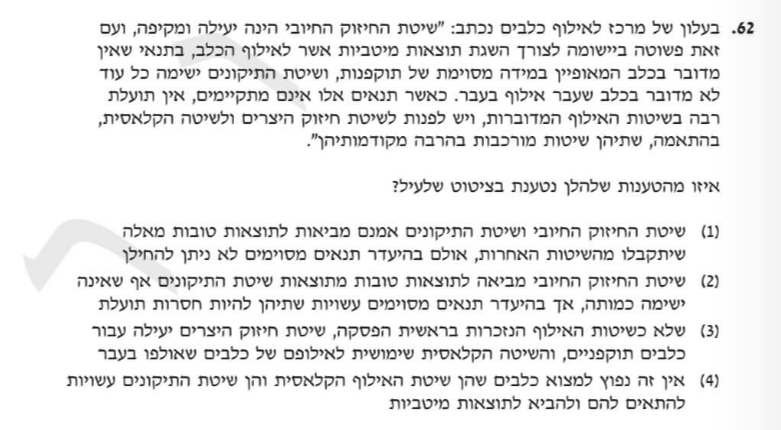 62. בעלון של מרכז לאילוף כלבים נכתב: "שיטת החיזוק החיובי הינה יעילה ומקיפה, ועם
זאת פשוטה ביישומה לצורך השגת תוצאות מיטביות אשר לאילוף הכלב, בתנאי שאין
מדובר בכלב המאופיין במידה מסוימת של תוקפנות, ושיטת התיקונים ישימה כל עוד
לא מדובר בכלב שעבר אילוף בעבר. כאשר תנאים אלו אינם מתקיימים, אין תועלת
רבה בשיטות האילוף המדוברות, ויש לפנות לשיטת חיזוק היצרים ולשיטה הקלאסית,
בהתאמה, שתיהן שיטות מורכבות בהרבה מקודמותיהן".
איזו מהטענות שלהלן נטענת בציטוט שלעיל?
(1) שיטת החיזוק החיובי ושיטת התיקונים אמנם מביאות לתוצאות טובות מאלה
שיתקבלו מהשיטות האחרות, אולם בהיעדר תנאים מסוימים לא ניתן להחילן
(2) שיטת החיזוק החיובי מביאה לתוצאות טובות מתוצאות שיטת התיקונים אף שאינה
ישימה כמותה, אך בהיעדר תנאים מסוימים עשויות שתיהן להיות חסרות תועלת
(3) שלא כשיטות האילוף הנזכרות בראשית הפסקה, שיטת חיזוק היצרים יעילה עבור
כלבים תוקפניים, והשיטה הקלאסית שימושית לאילופם של כלבים שאולפו בעבר
(4) אין זה נפוץ למצוא כלבים שהן שיטת האילוף הקלאסית והן שיטת התיקונים עשויות
להתאים להם ולהביא לתוצאות מיטביות